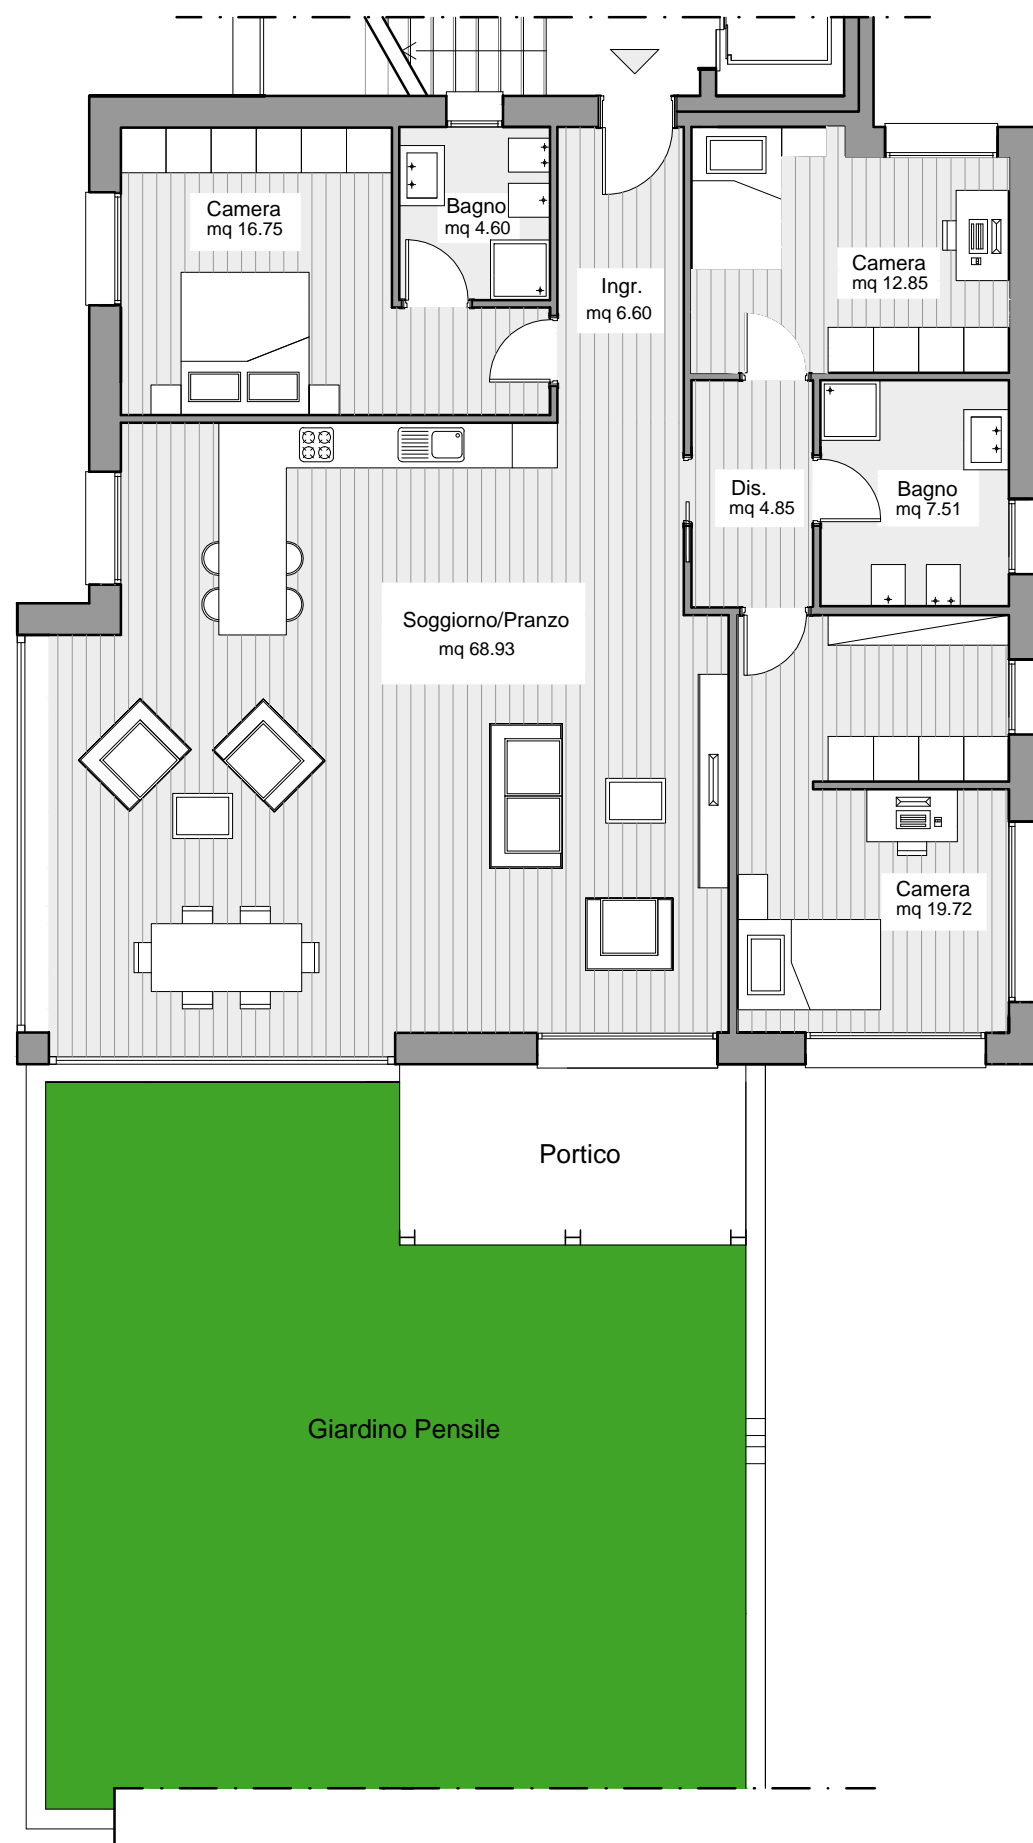 Camera
mq 16.75
Bagno
mq 4.60
Ingr.
mq 6.60
Camera
mq 12.85
Dis.
mq 4.85
Bagno
mq 7.51
Soggiorno/Pranzo
mq 68.93
Camera
mq 19.72
Portico
Giardino Pensile